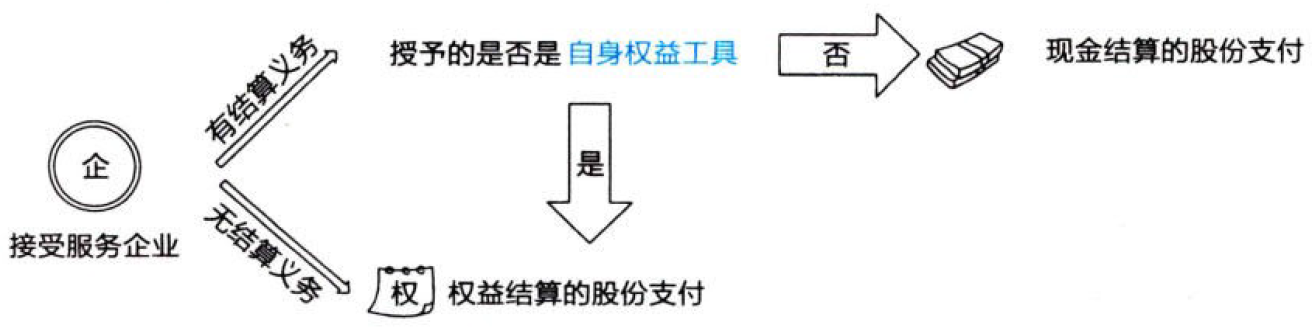 有结算义务
授予的是否是 自身权益工具
否
现金结算的股份支付
企
是
接受服务企业
无结算义务
权
权益结算的股份支付